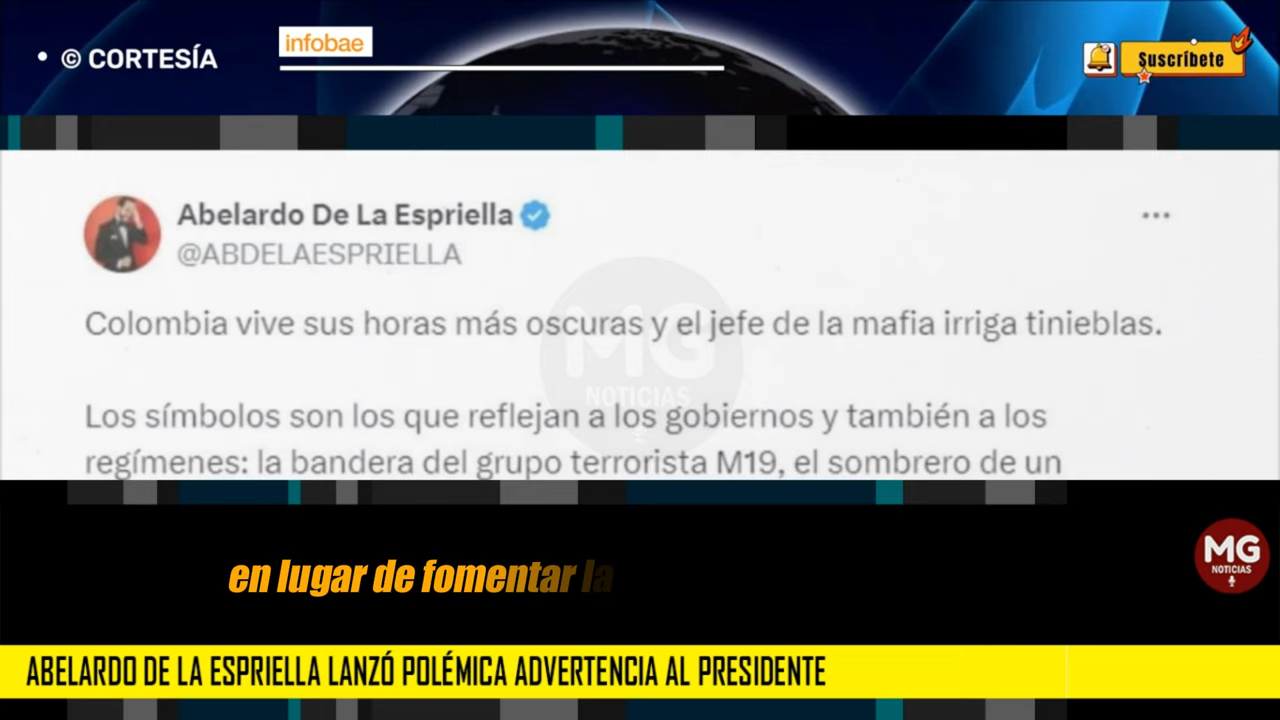 • © CORTESÍA
infobae
Suscríbete
Abelardo De La Espriella
@ABDELAESPRIELLA
...
Colombia vive sus horas más oscuras y el jefe de la mafia irriga tinieblas.
Los símbolos son los que reflejan a los gobiernos y también a los
regímenes: la bandera del grupo terrorista M19, el sombrero de un
MG
NOTICIAS
en lugar de fomentar la
MG
NOTICIAS
ABELARDO DE LA ESPRIELLA LANZÓ POLÉMICA ADVERTENCIA AL PRESIDENTE